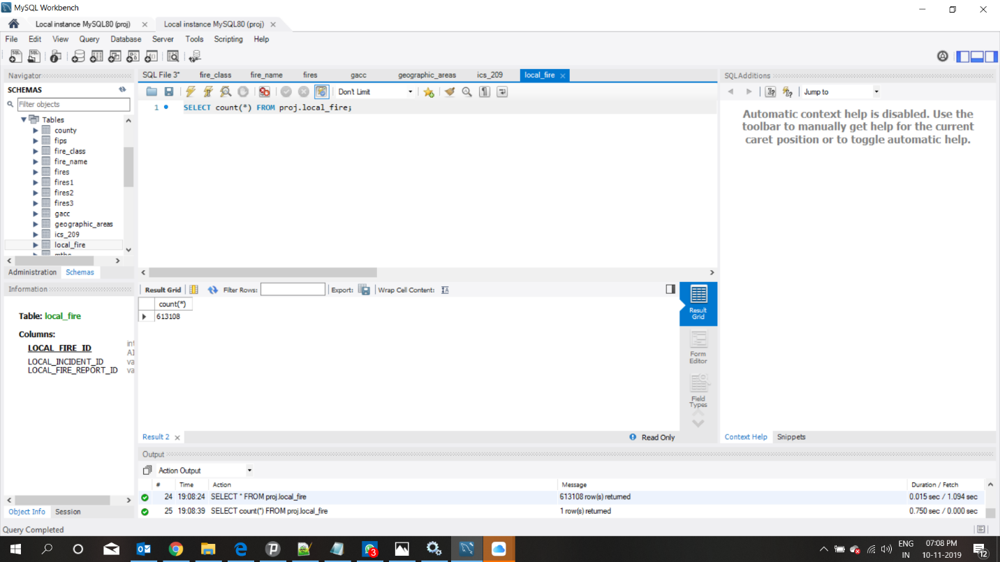 MySQL Workbench
Local instance MySQL80 (proj) Local instance MySQL80 (proj)
File Edit View Query Database Server Tools Scripting Help
Navigator
SCHEMAS
Filter objects
Tables
county
fips
fire_class
fire_name
fires
fires1
fires2
fires3
gacc
geographic_areas
ics_209
local_fire
Administration Schemas
Information
Table: local_fire
Columns:
LOCAL_FIRE_ID int
AI
LOCAL_INCIDENT_ID va
LOCAL_FIRE_REPORT_ID va
Object Info Session
Query Completed
SQL File 3* fire_class fire_name fires gacc geographic_areas ics_209 local_fire
Don't Limit
1 SELECT count(*) FROM proj.local_fire;
Result Grid Filter Rows: Export: Wrap Cell Content:
count(*)
613108
Result Grid
Form Editor
Field Types
Result 2 Read Only
SQLAdditions
Jump to
Automatic context help is disabled. Use the
toolbar to manually get help for the current
caret position or to toggle automatic help.
Context Help Snippets
Output
Action Output
# Time Action Message Duration / Fetch
24 19:08:24 SELECT * FROM proj.local_fire 613108 row(s) returned 0.015 sec / 1.094 sec
25 19:08:39 SELECT count(*) FROM proj.local_fire 1 row(s) returned 0.750 sec / 0.000 sec
3
ENG
IN
07:08 PM
10-11-2019
12